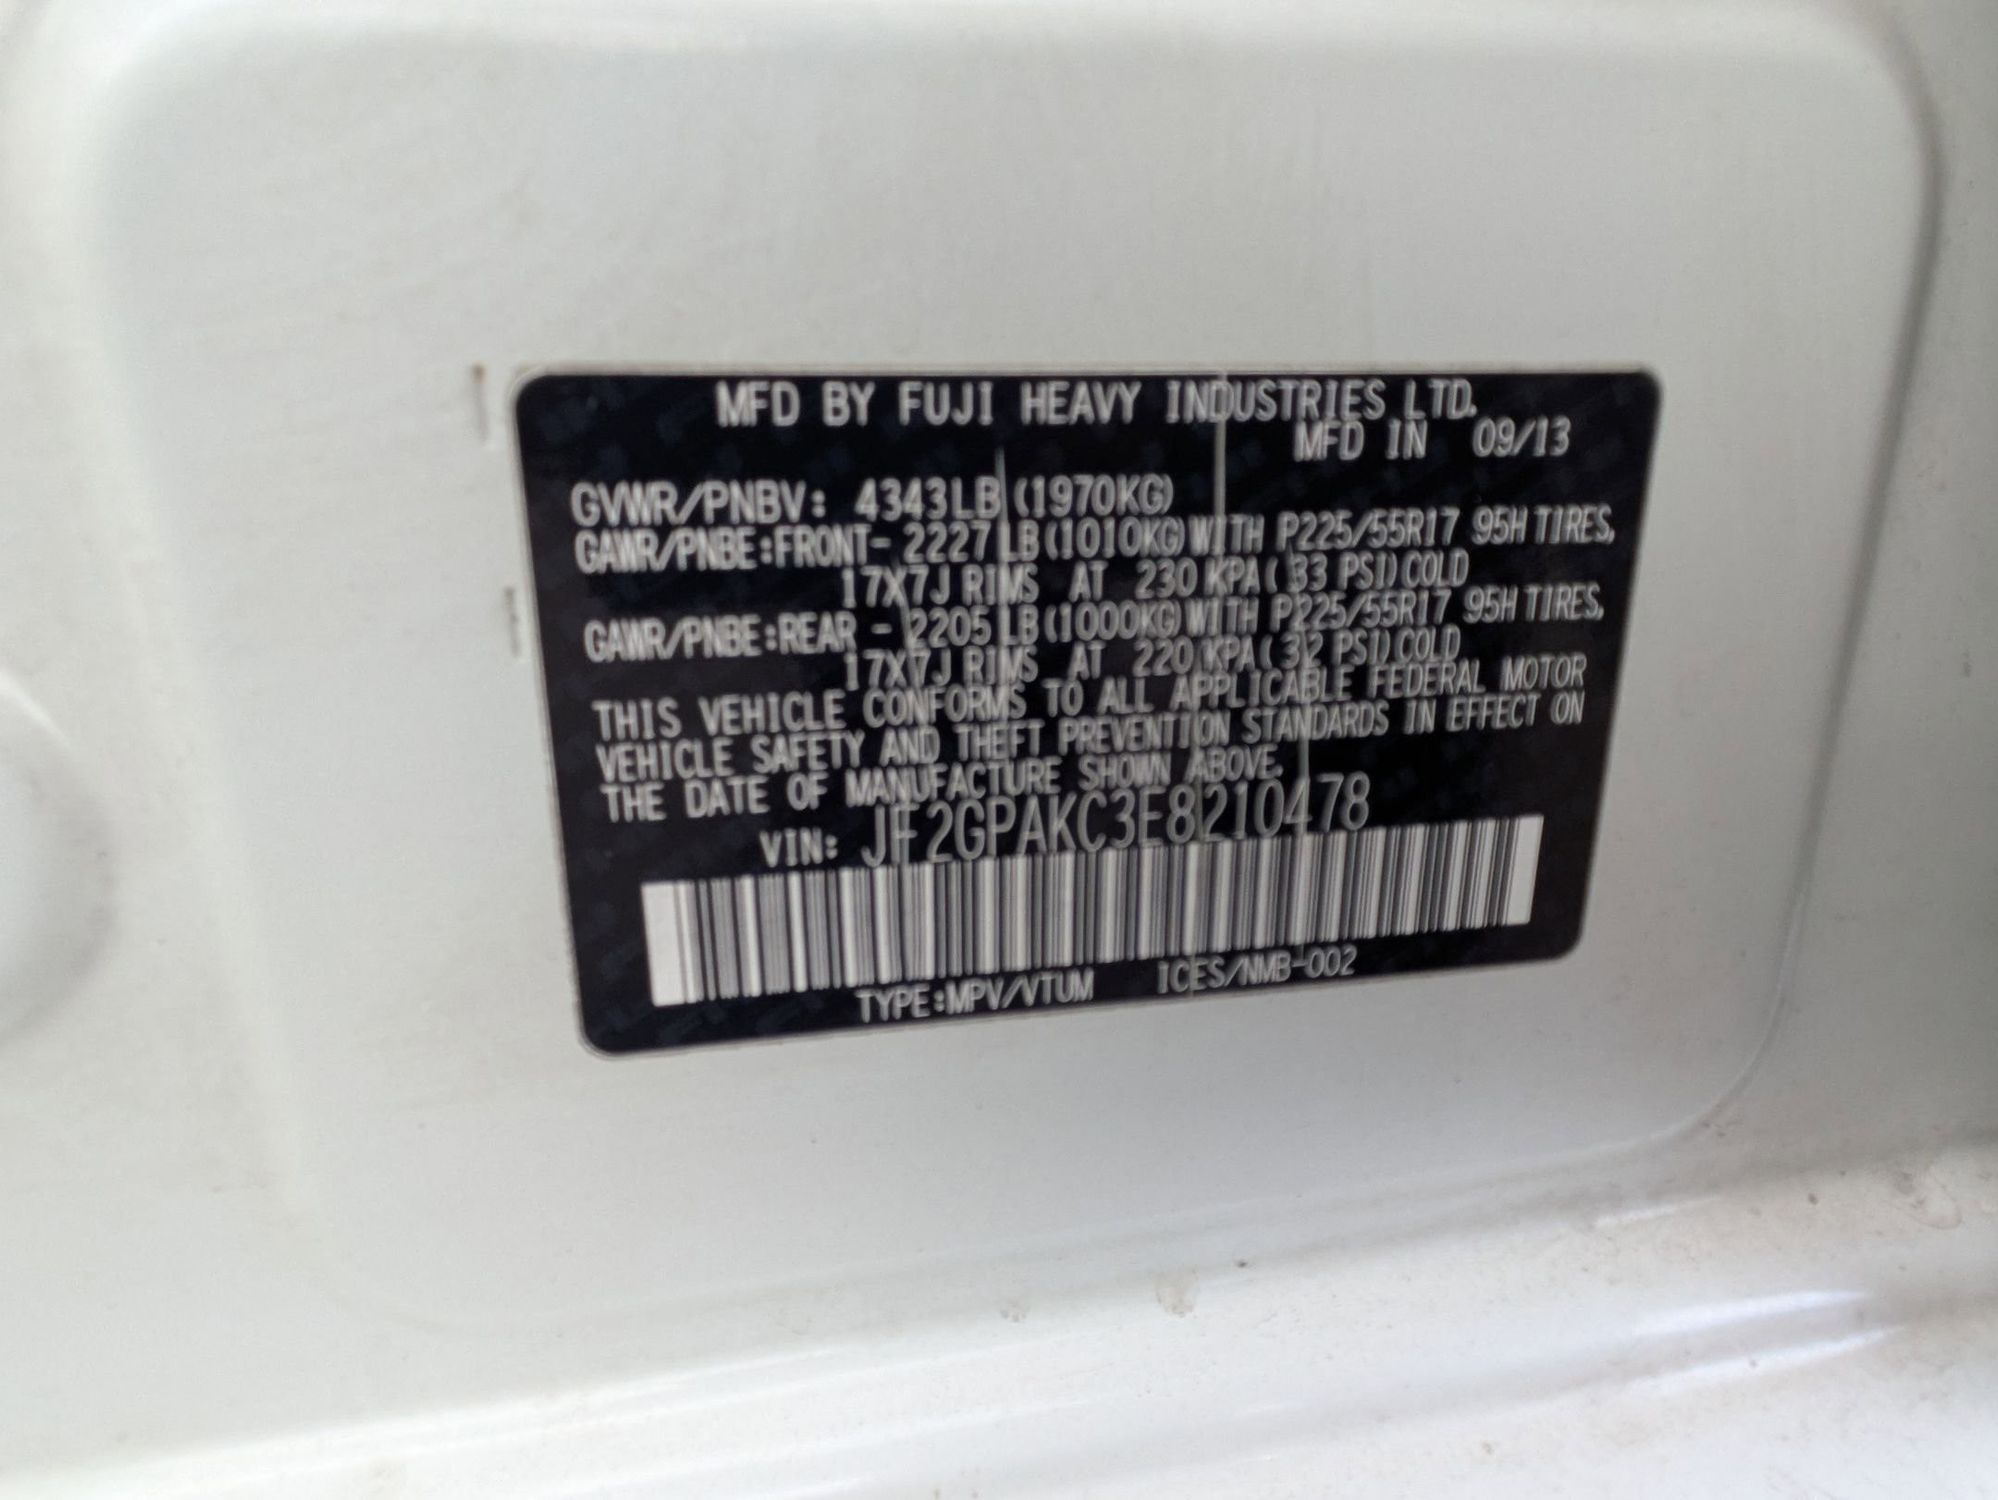 MFD BY FUJI HEAVY INDUSTRIES LTD.
MFD IN 09/13
GVWR/PNBV: 4343LB (1970KG)
GAWR/PNBE:FRONT- 2227LB(1010KG)WITH P225/55R17 95H TIRES,
17X7J RIMS AT 230 KPA( 33 PSI)COLD
GAWR/PNBE:REAR - 2205LB(1000KG)WITH P225/55R17 95H TIRES,
17X7J RIMS AT 220 KPA( 32 PSI)COLD
THIS VEHICLE CONFORMS TO ALL APPLICABLE FEDERAL MOTOR
VEHICLE SAFETY AND THEFT PREVENTION STANDARDS IN EFFECT ON
THE DATE OF MANUFACTURE SHOWN ABOVE.
VIN: JF2GPAKC3E8210478
TYPE:MPV/VTUM ICES/NMB-002